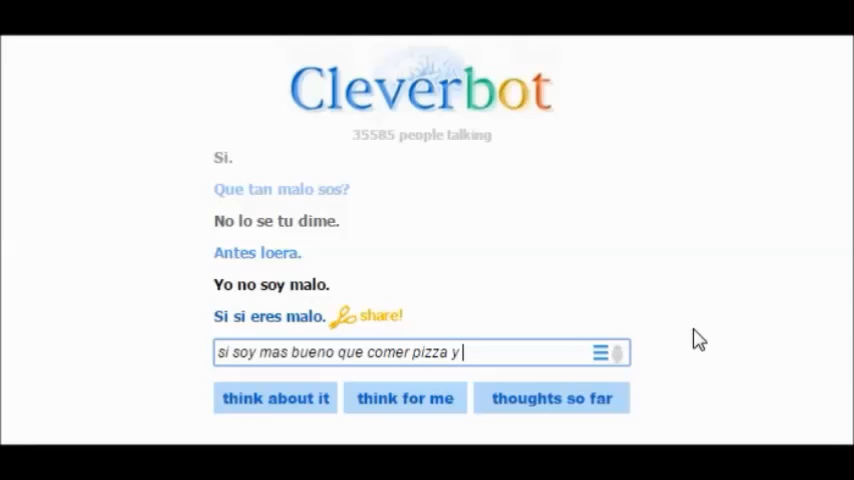 Cleverbot
35585 people talking
Si.
Que tan malo sos?
No lo se tu dime.
Antes loera.
Yo no soy malo.
Si si eres malo. share!
si soy mas bueno que comer pizza y
think about it think for me thoughts so far